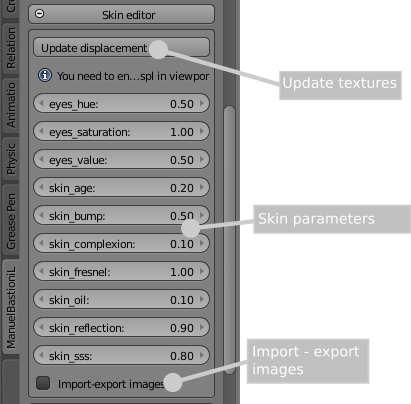 Skin editor
Update displacement
Update textures
You need to en...spl in viewpor
eyes_hue: 0.50
eyes_saturation: 1.00
eyes_value: 0.50
skin_age: 0.20
skin_bump: 0.50
Skin parameters
skin_complexion: 0.10
skin_fresnel: 1.00
skin_oil: 0.10
skin_reflection: 0.90
skin_sss: 0.80
Import - export
images
Import-export images
Cr
Relation
Animatio
Physic
Grease Pen
ManuelBastioniL